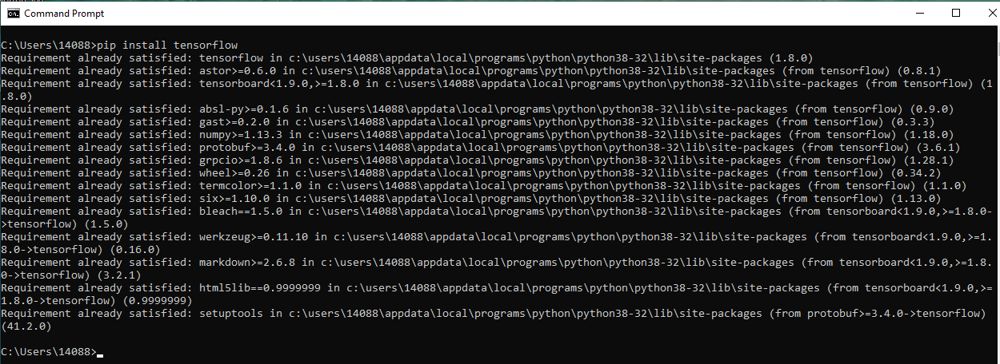 Command Prompt
C:\Users\14088>pip install tensorflow
Requirement already satisfied: tensorflow in c:\users\14088\appdata\local\programs\python\python38-32\lib\site-packages (1.8.0)
Requirement already satisfied: astor>=0.6.0 in c:\users\14088\appdata\local\programs\python\python38-32\lib\site-packages (from tensorflow) (0.8.1)
Requirement already satisfied: tensorboard<1.9.0,>=1.8.0 in c:\users\14088\appdata\local\programs\python\python38-32\lib\site-packages (from tensorflow) (1
.8.0)
Requirement already satisfied: absl-py>=0.1.6 in c:\users\14088\appdata\local\programs\python\python38-32\lib\site-packages (from tensorflow) (0.9.0)
Requirement already satisfied: gast>=0.2.0 in c:\users\14088\appdata\local\programs\python\python38-32\lib\site-packages (from tensorflow) (0.3.3)
Requirement already satisfied: numpy>=1.13.3 in c:\users\14088\appdata\local\programs\python\python38-32\lib\site-packages (from tensorflow) (1.18.0)
Requirement already satisfied: protobuf>=3.4.0 in c:\users\14088\appdata\local\programs\python\python38-32\lib\site-packages (from tensorflow) (3.6.1)
Requirement already satisfied: grpcio>=1.8.6 in c:\users\14088\appdata\local\programs\python\python38-32\lib\site-packages (from tensorflow) (1.28.1)
Requirement already satisfied: wheel>=0.26 in c:\users\14088\appdata\local\programs\python\python38-32\lib\site-packages (from tensorflow) (0.34.2)
Requirement already satisfied: termcolor>=1.1.0 in c:\users\14088\appdata\local\programs\python\python38-32\lib\site-packages (from tensorflow) (1.1.0)
Requirement already satisfied: six>=1.10.0 in c:\users\14088\appdata\local\programs\python\python38-32\lib\site-packages (from tensorflow) (1.13.0)
Requirement already satisfied: bleach==1.5.0 in c:\users\14088\appdata\local\programs\python\python38-32\lib\site-packages (from tensorboard<1.9.0,>=1.8.0-
>tensorflow) (1.5.0)
Requirement already satisfied: werkzeug>=0.11.10 in c:\users\14088\appdata\local\programs\python\python38-32\lib\site-packages (from tensorboard<1.9.0,>=1.
8.0->tensorflow) (0.16.0)
Requirement already satisfied: markdown>=2.6.8 in c:\users\14088\appdata\local\programs\python\python38-32\lib\site-packages (from tensorboard<1.9.0,>=1.8.
0->tensorflow) (3.2.1)
Requirement already satisfied: html5lib==0.9999999 in c:\users\14088\appdata\local\programs\python\python38-32\lib\site-packages (from tensorboard<1.9.0,>=
1.8.0->tensorflow) (0.9999999)
Requirement already satisfied: setuptools in c:\users\14088\appdata\local\programs\python\python38-32\lib\site-packages (from protobuf>=3.4.0->tensorflow)
(41.2.0)
C:\Users\14088>